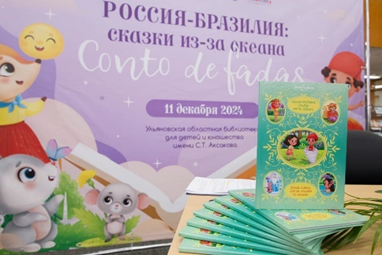 РОССИЯ-БРАЗИЛИЯ:
сказки из-за океана
Conto de fadas
11 декабря 2024
Ульяновская областная библиотека
для детей и юношества
имени С.Т. Аксакова